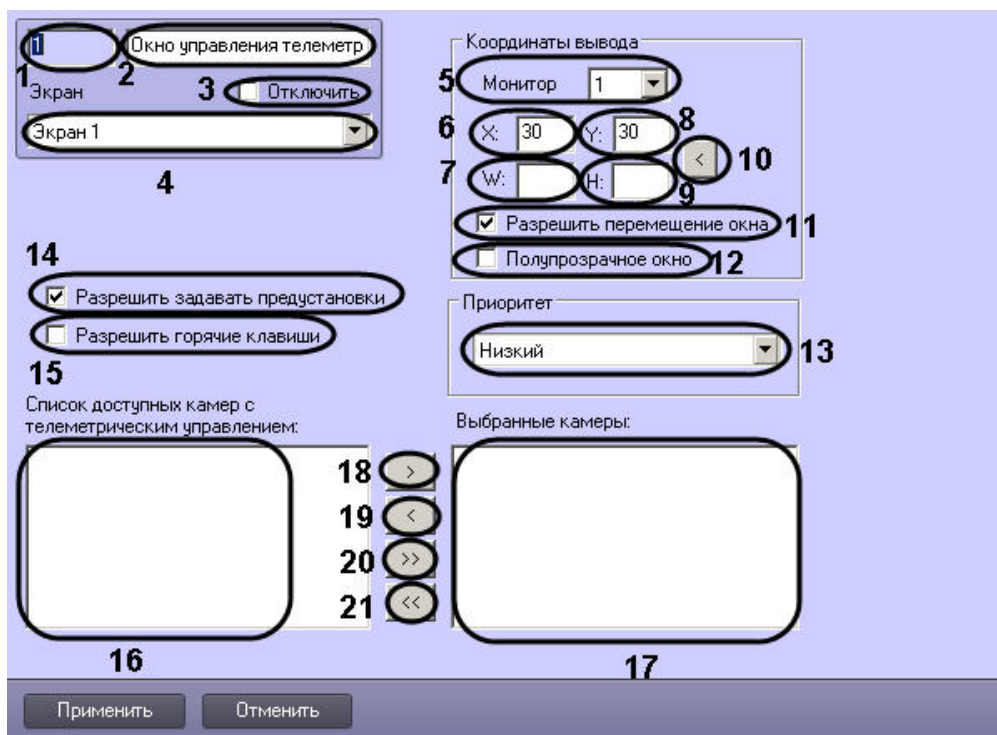 1 Окно управления телеметр
1 2
Экран 3 Отключить
Экран 1
4
Координаты вывода
5 Монитор 1
6 X: 30 Y: 30 8
7 W: H: 9
< 10
Разрешить перемещение окна 11
Полупрозрачное окно 12
14
Разрешить задавать предустановки
Разрешить горячие клавиши
15
Приоритет
Низкий 13
Список доступных камер с
телеметрическим управлением:
Выбранные камеры:
18 >
19 <
20 >>
21 <<
16
17
Применить Отменить